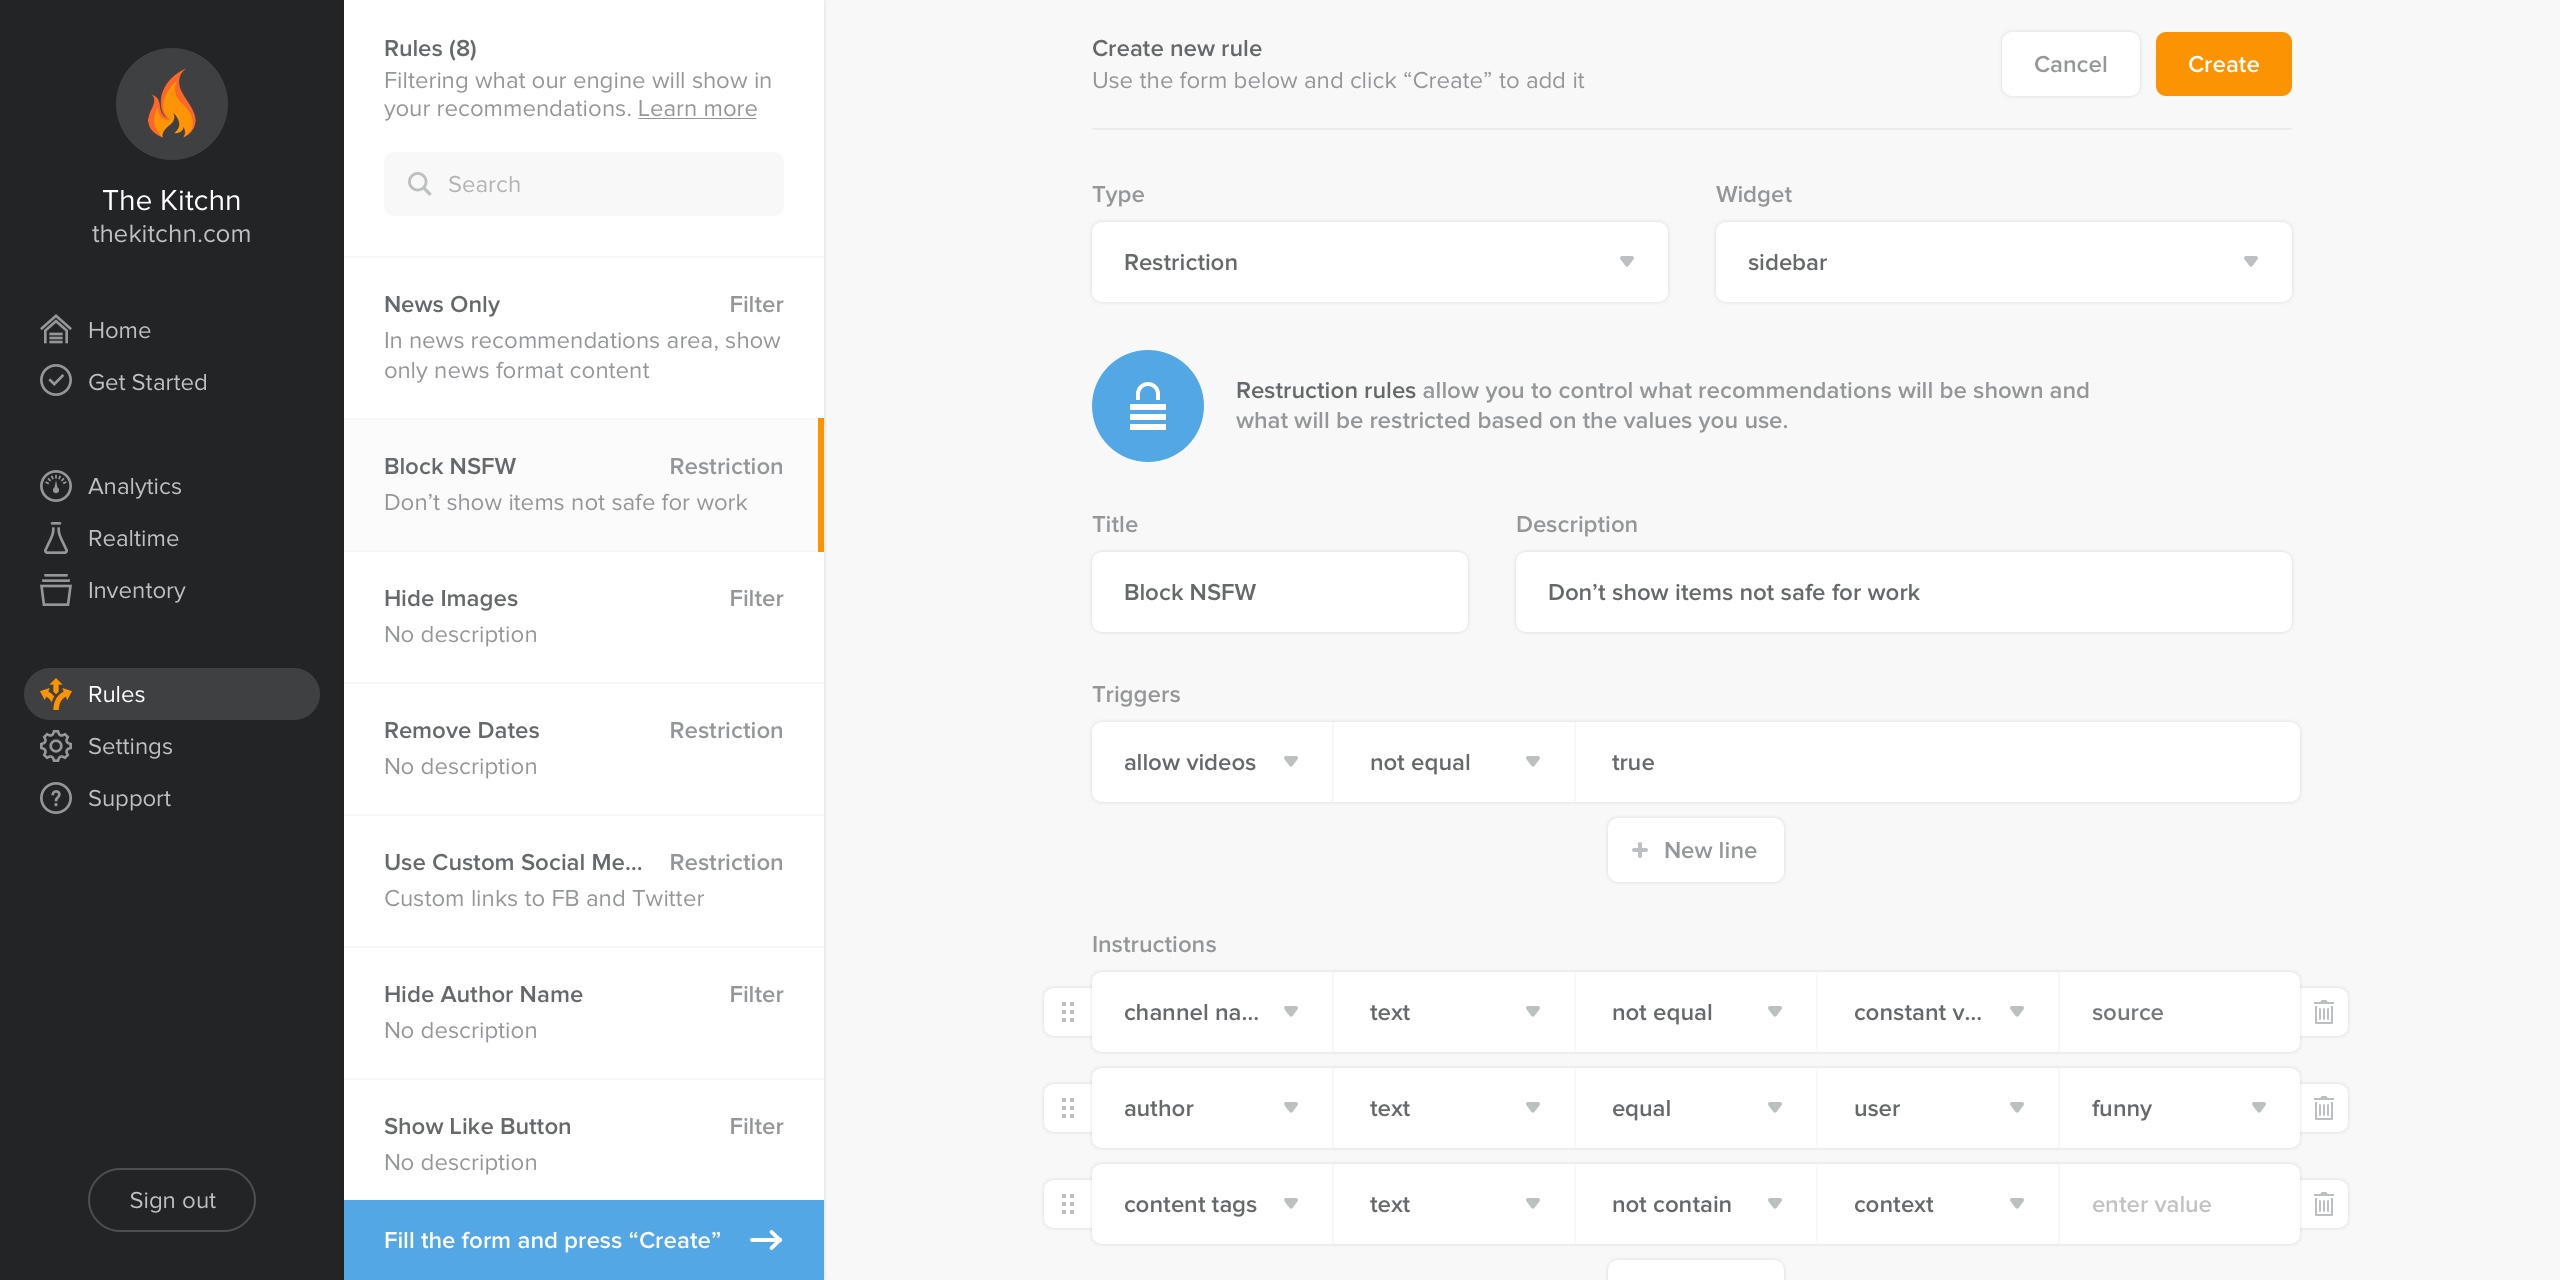 The Kitchn
thekitchn.com
Home
Get Started
Analytics
Realtime
Inventory
Rules
Settings
Support
Sign out
Rules (8)
Filtering what our engine will show in
your recommendations. Learn more
Search
News Only Filter
In news recommendations area, show
only news format content
Block NSFW Restriction
Don’t show items not safe for work
Hide Images Filter
No description
Remove Dates Restriction
No description
Use Custom Social Me... Restriction
Custom links to FB and Twitter
Hide Author Name Filter
No description
Show Like Button Filter
No description
Fill the form and press “Create”
Create new rule
Use the form below and click “Create” to add it
Cancel Create
Type Widget
Restriction sidebar
Restruction rules allow you to control what recommendations will be shown and
what will be restricted based on the values you use.
Title Description
Block NSFW Don’t show items not safe for work
Triggers
allow videos not equal true
+ New line
Instructions
channel na... text not equal constant v... source
author text equal user funny
content tags text not contain context enter value